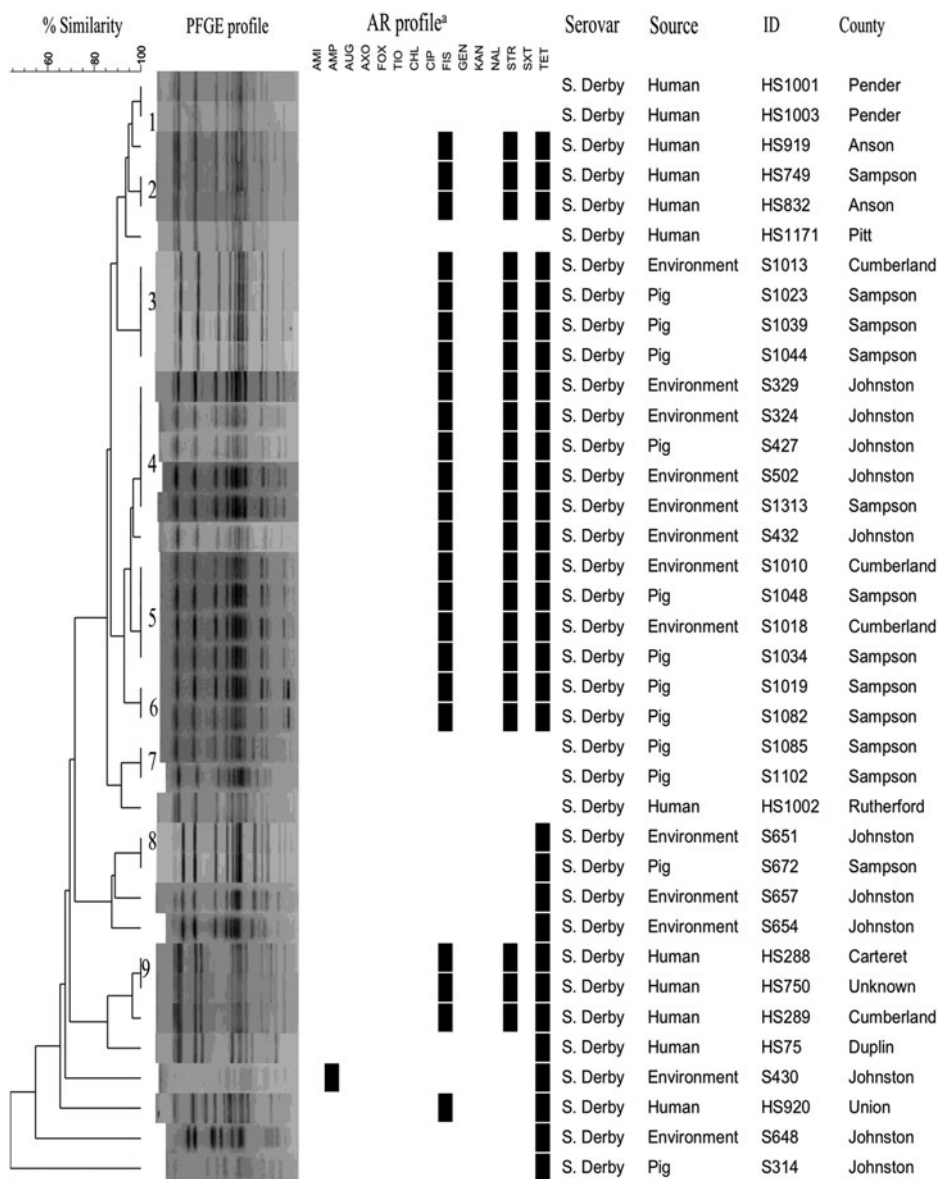 % Similarity PFGE profile AR profileª Serovar Source ID County
40 60 80 100 AMI AMP AUG AXO FOX TIO CHL CIP FIS GEN KAN NAL STR SXT TET
S. Derby Human HS1001 Pender
1 S. Derby Human HS1003 Pender
S. Derby Human HS919 Anson
2 S. Derby Human HS749 Sampson
S. Derby Human HS832 Anson
S. Derby Human HS1171 Pitt
S. Derby Environment S1013 Cumberland
3 S. Derby Pig S1023 Sampson
S. Derby Pig S1039 Sampson
S. Derby Pig S1044 Sampson
S. Derby Environment S329 Johnston
S. Derby Environment S324 Johnston
4 S. Derby Pig S427 Johnston
S. Derby Environment S502 Johnston
S. Derby Environment S1313 Sampson
S. Derby Environment S432 Johnston
S. Derby Environment S1010 Cumberland
5 S. Derby Pig S1048 Sampson
S. Derby Environment S1018 Cumberland
S. Derby Pig S1034 Sampson
S. Derby Pig S1019 Sampson
6 S. Derby Pig S1082 Sampson
S. Derby Pig S1085 Sampson
7 S. Derby Pig S1102 Sampson
S. Derby Human HS1002 Rutherford
8 S. Derby Environment S651 Johnston
S. Derby Pig S672 Sampson
S. Derby Environment S657 Johnston
S. Derby Environment S654 Johnston
9 S. Derby Human HS288 Carteret
S. Derby Human HS750 Unknown
S. Derby Human HS289 Cumberland
S. Derby Human HS75 Duplin
S. Derby Environment S430 Johnston
S. Derby Human HS920 Union
S. Derby Environment S648 Johnston
S. Derby Pig S314 Johnston